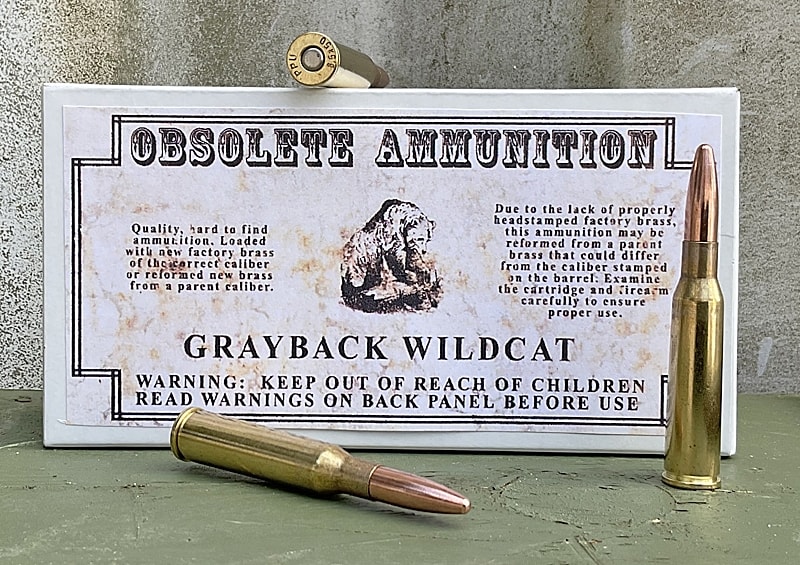 PPU 6.5x50
OBSOLETE AMMUNITION
Quality, hard to find
ammunition. Loaded
with new factory brass
of the correct caliber
or reformed new brass
from a parent caliber.
Due to the lack of properly
headstamped factory brass,
this ammunition may be
reformed from a parent
brass that could differ
from the caliber stamped
on the barrel. Examine
the cartridge and firearm
carefully to ensure
proper use.
GRAYBACK WILDCAT
WARNING: KEEP OUT OF REACH OF CHILDREN
READ WARNINGS ON BACK PANEL BEFORE USE